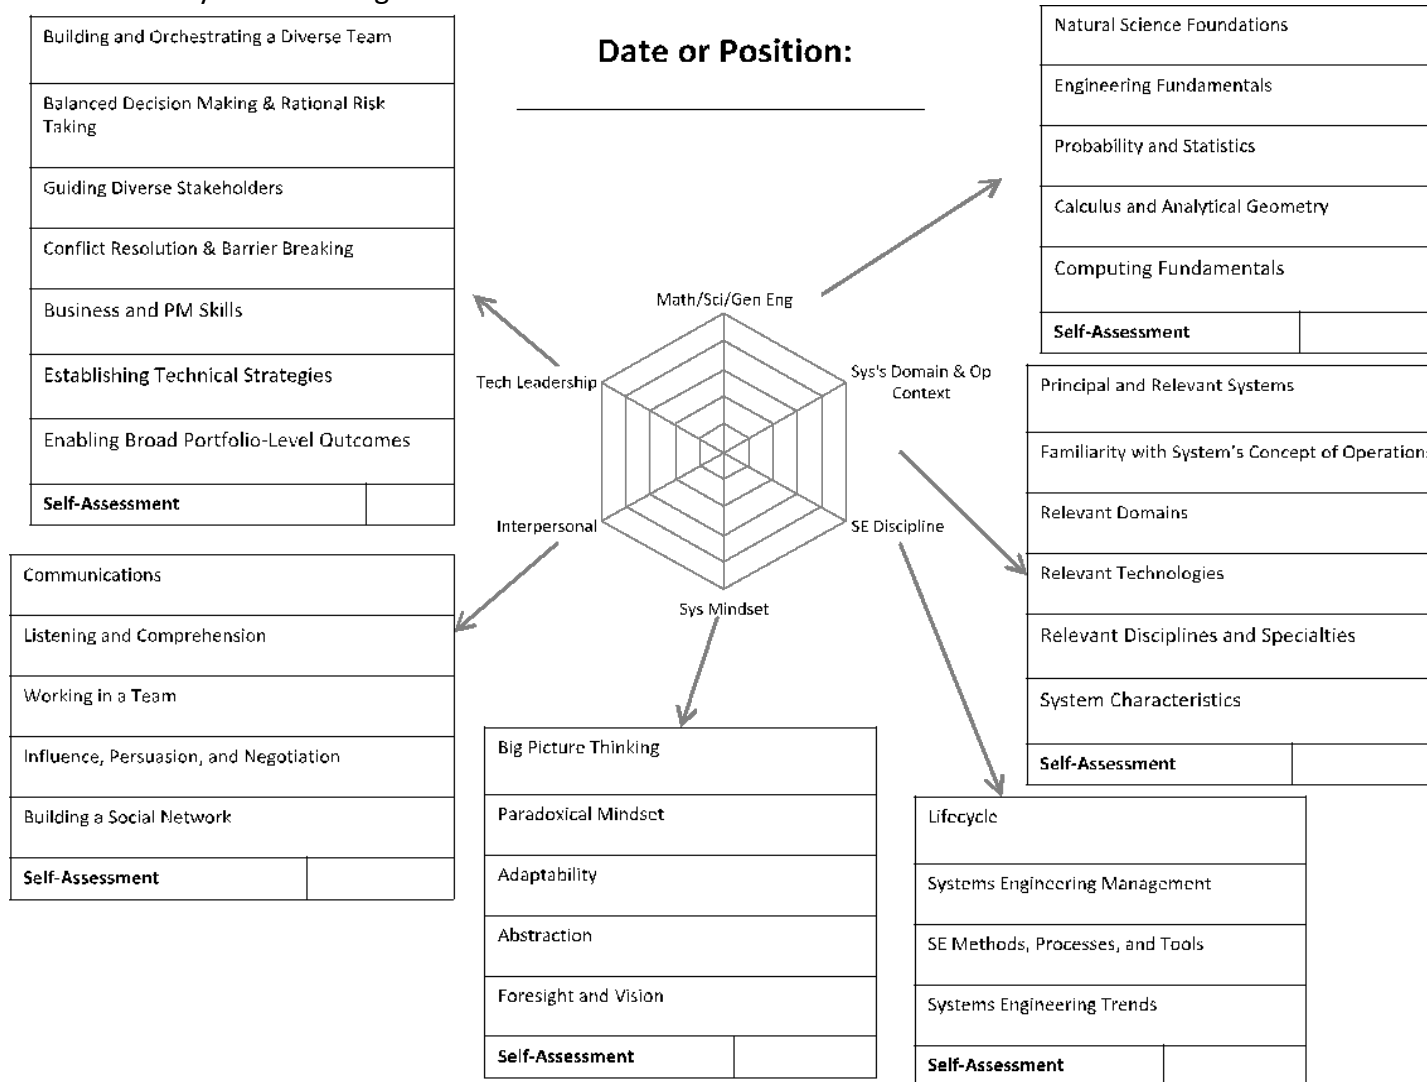 Building and Orchestrating a Diverse Team
Balanced Decision Making & Rational Risk
Taking
Guiding Diverse Stakeholders
Conflict Resolution & Barrier Breaking
Business and PM Skills
Establishing Technical Strategies
Enabling Broad Portfolio-Level Outcomes
Self-Assessment
Date or Position:
Natural Science Foundations
Engineering Fundamentals
Probability and Statistics
Calculus and Analytical Geometry
Computing Fundamentals
Self-Assessment
Math/Sci/Gen Eng
Tech Leadership
Sys's Domain & Op
Context
Interpersonal
SE Discipline
Sys Mindset
Principal and Relevant Systems
Familiarity with System's Concept of Operation
Relevant Domains
Relevant Technologies
Relevant Disciplines and Specialties
System Characteristics
Self-Assessment
Communications
Listening and Comprehension
Working in a Team
Influence, Persuasion, and Negotiation
Building a Social Network
Self-Assessment
Big Picture Thinking
Paradoxical Mindset
Adaptability
Abstraction
Foresight and Vision
Self-Assessment
Lifecycle
Systems Engineering Management
SE Methods, Processes, and Tools
Systems Engineering Trends
Self-Assessment